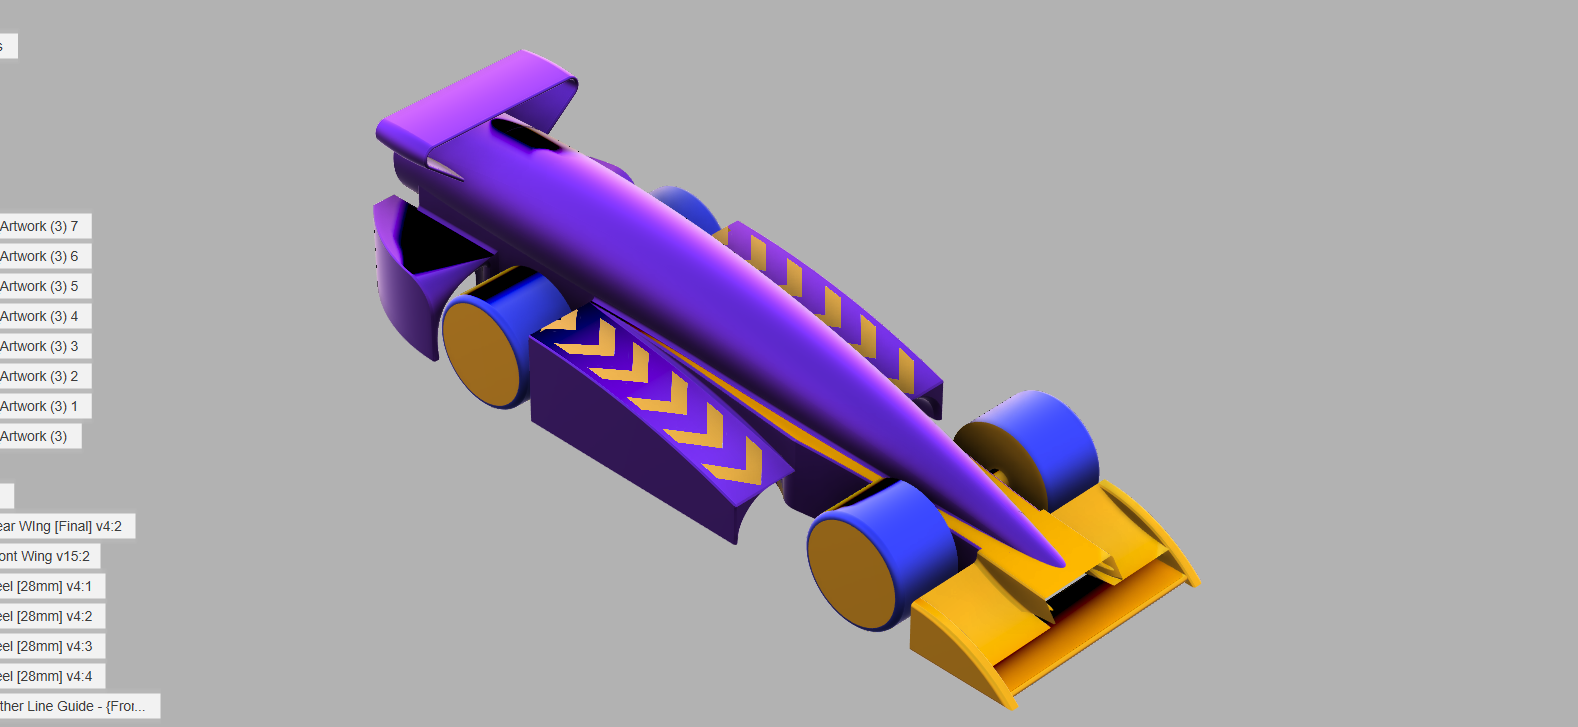 s
Artwork (3) 7
Artwork (3) 6
Artwork (3) 5
Artwork (3) 4
Artwork (3) 3
Artwork (3) 2
Artwork (3) 1
Artwork (3)
ear WIng [Final] v4:2
ont Wing v15:2
eel [28mm] v4:1
eel [28mm] v4:2
eel [28mm] v4:3
eel [28mm] v4:4
ther Line Guide - {Fror...